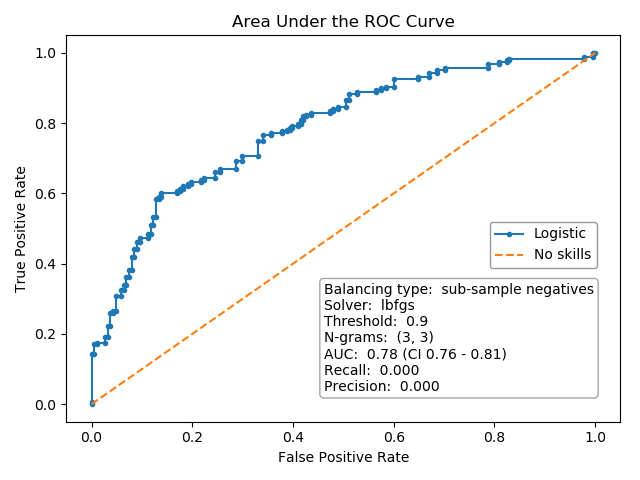 Area Under the ROC Curve
True Positive Rate
1.0
0.8
0.6
0.4
0.2
0.0
Logistic
No skills
Balancing type:  sub-sample negatives
Solver:  lbfgs
Threshold:  0.9
N-grams:  (3, 3)
AUC:  0.78 (CI 0.76 - 0.81)
Recall:  0.000
Precision:  0.000
0.0 0.2 0.4 0.6 0.8 1.0
False Positive Rate